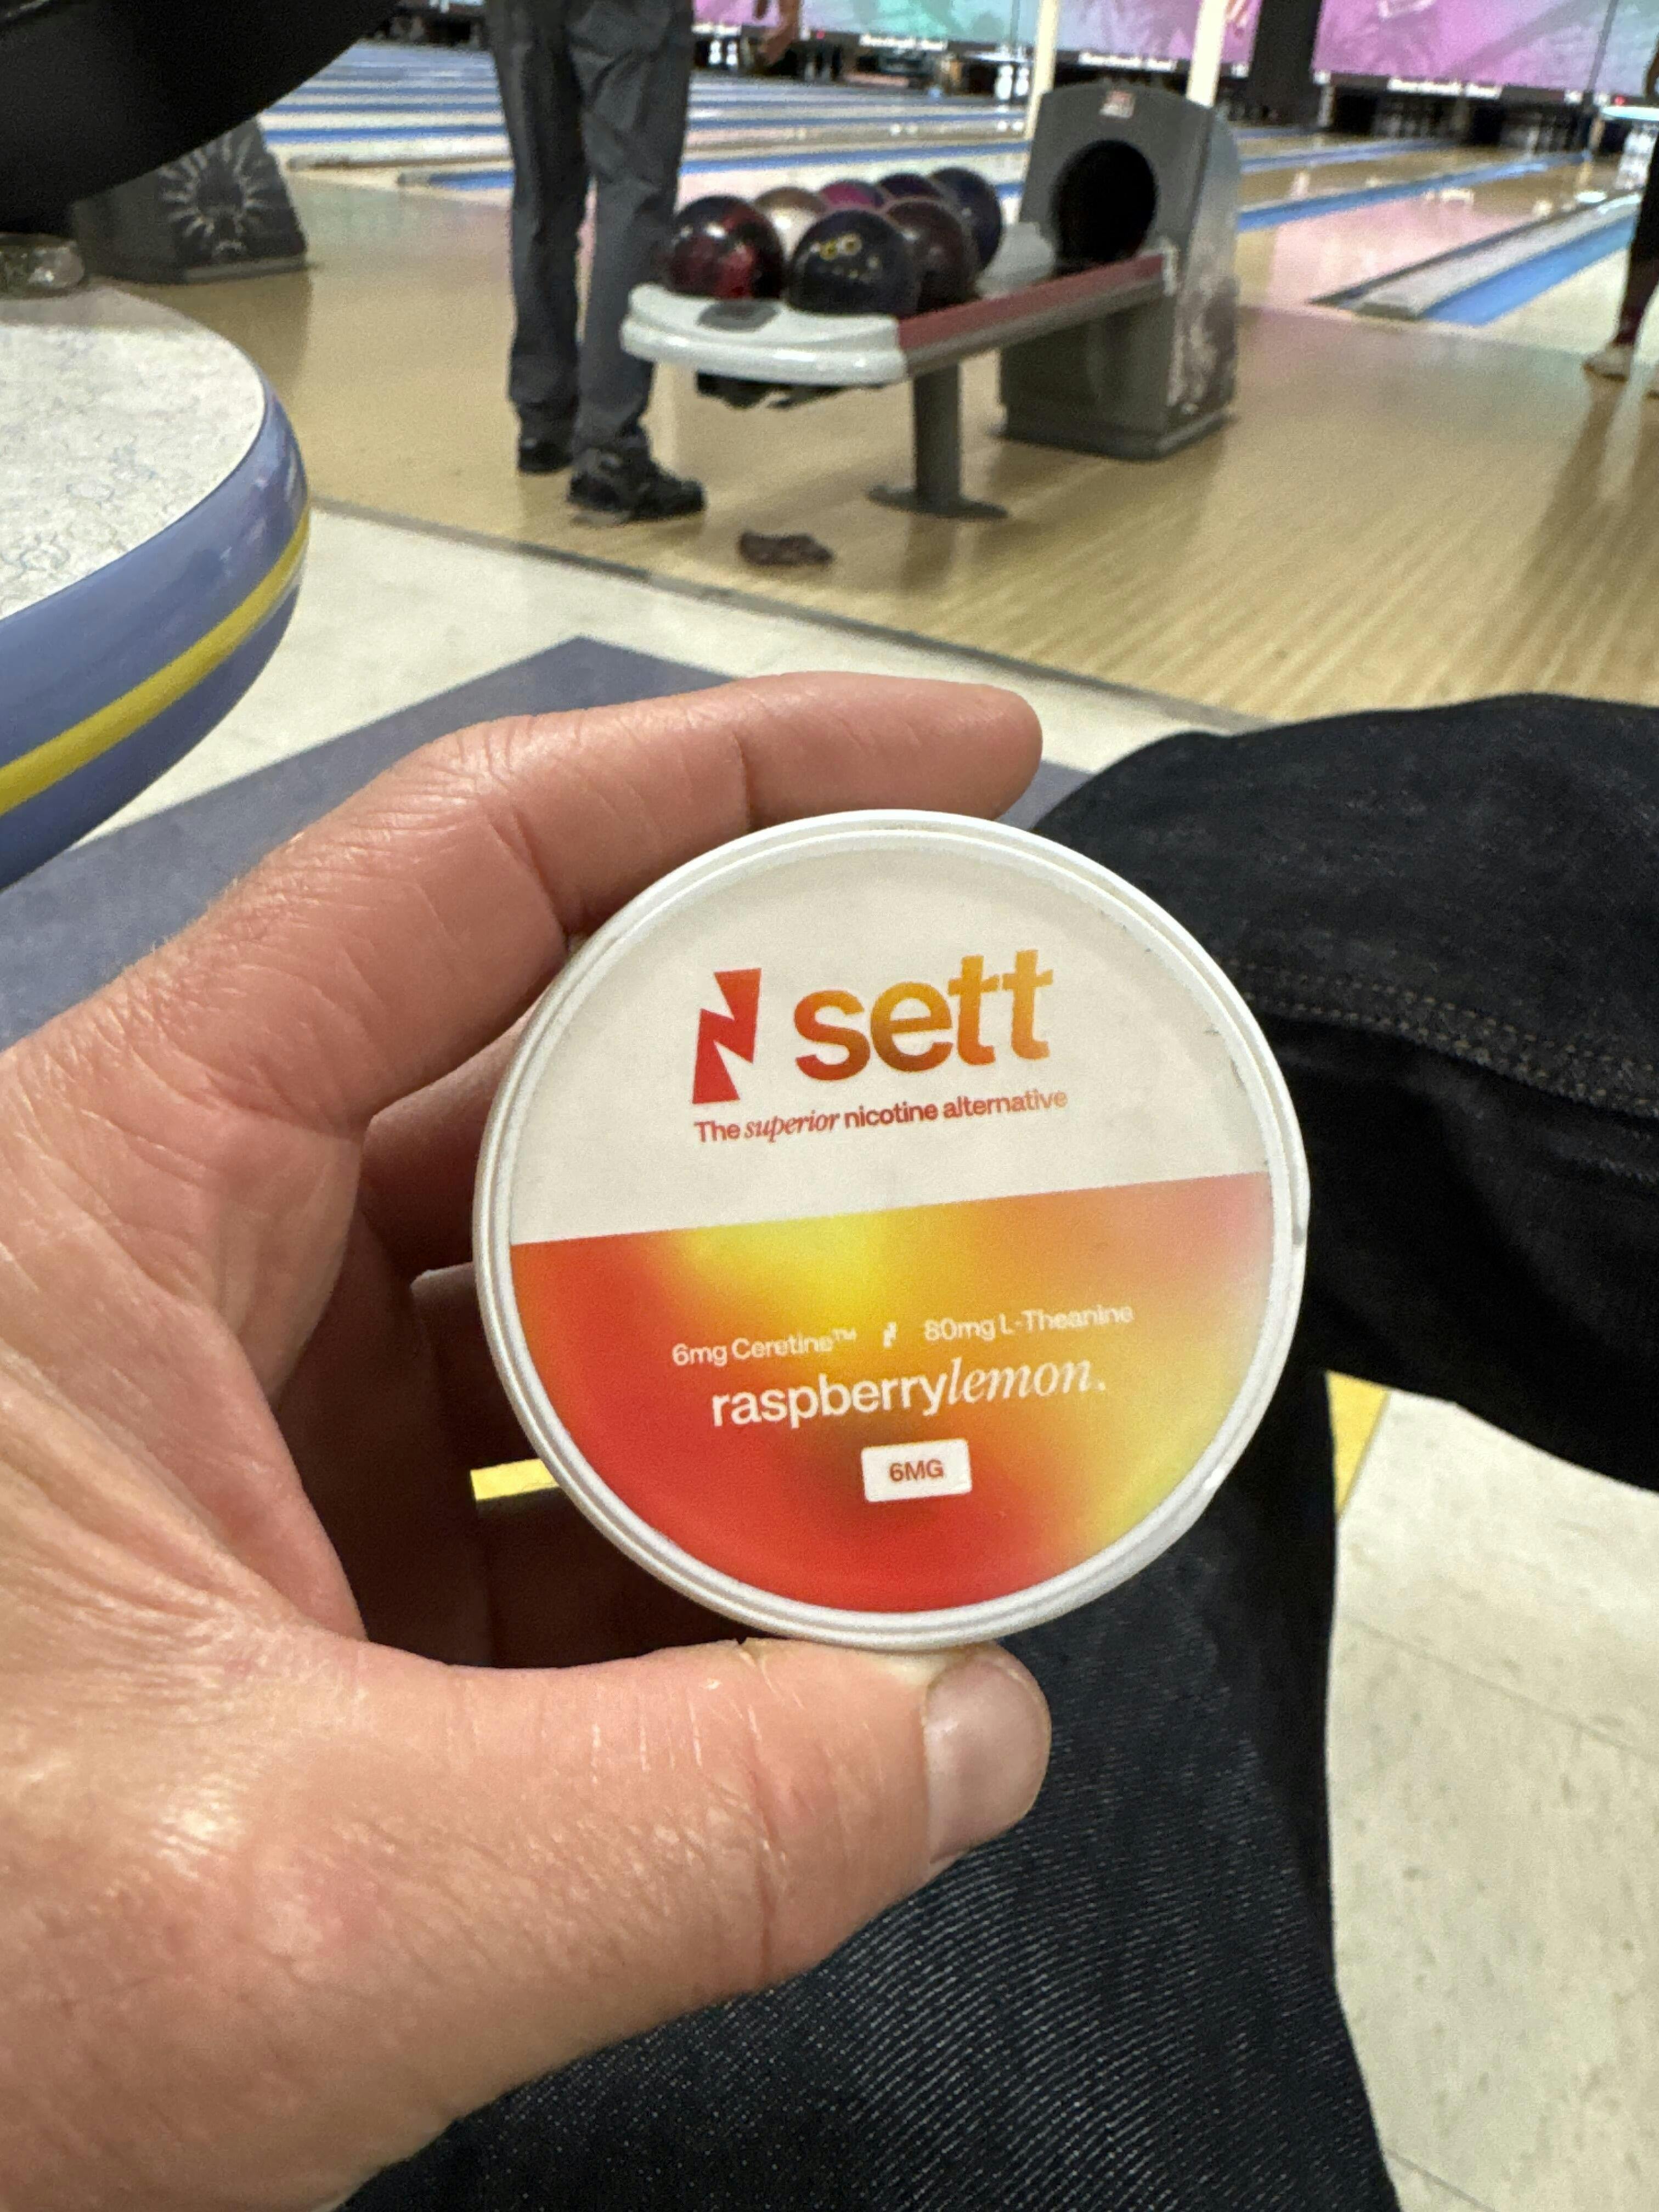 sett
The superior nicotine alternative
6mg Ceretine™ 80mg L-Theanine
raspberrylemon.
6MG